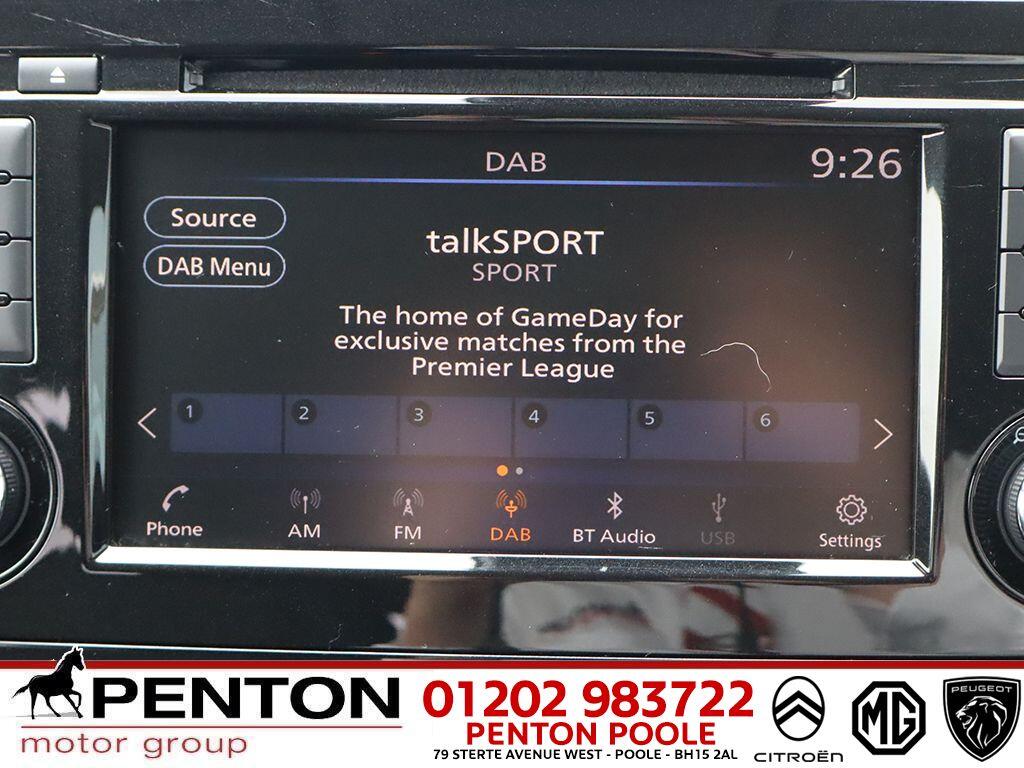 DAB
9:26
Source
DAB Menu
talkSPORT
SPORT
The home of GameDay for
exclusive matches from the
Premier League
1 2 3 4 5 6
Phone AM FM DAB BT Audio USB Settings
PENTON
motor group
01202 983722
PENTON POOLE
79 STERTE AVENUE WEST - POOLE - BH15 2AL
CITROËN
MG
PEUGEOT